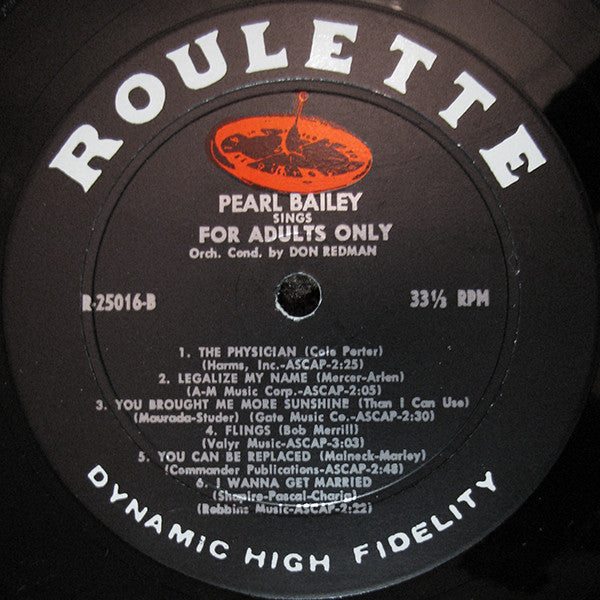 ROULETTE
PEARL BAILEY
SINGS
FOR ADULTS ONLY
Orch. Cond. by DON REDMAN
R-25016-B
33⅓ RPM
1. THE PHYSICIAN (Cole Porter)
(Harms, Inc.-ASCAP-2:25)
2. LEGALIZE MY NAME (Mercer-Arlen)
(A-M Music Corp.-ASCAP-2:05)
3. YOU BROUGHT ME MORE SUNSHINE (Than I Can Use)
(Maurada-Studer) (Gate Music Co.-ASCAP-2:30)
4. FLINGS (Bob Merrill)
(Valyr Music-ASCAP-3:03)
5. YOU CAN BE REPLACED (Malneck-Marley)
(Commander Publications-ASCAP-2:48)
6. I WANNA GET MARRIED
(Shapiro-Pascal-Charig)
(Robbins Music-ASCAP-2:22)
DYNAMiC HIGH FIDELITY